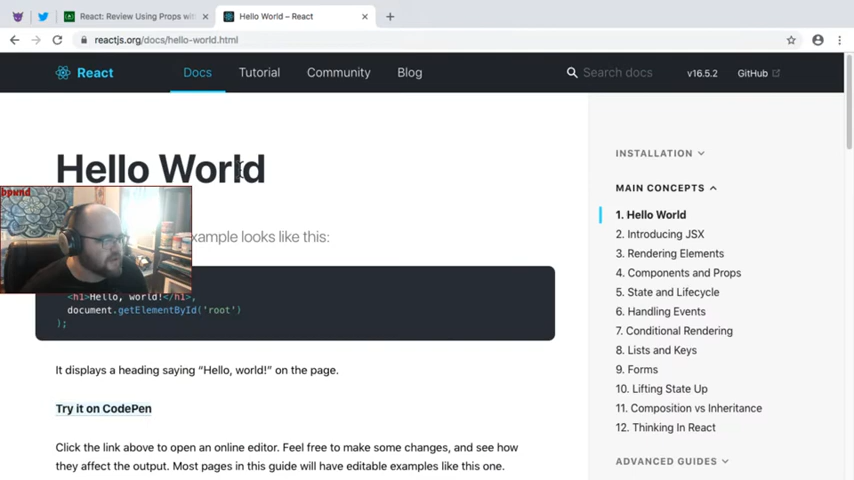 React: Review Using Props wit
Hello World – React
reactjs.org/docs/hello-world.html
React
Docs
Tutorial
Community
Blog
Search docs
v16.5.2
GitHub
Hello World
xample looks like this:
<h1>Hello, world!</h1>,
document.getElementById('root')
);
It displays a heading saying “Hello, world!” on the page.
Try it on CodePen
Click the link above to open an online editor. Feel free to make some changes, and see how
they affect the output. Most pages in this guide will have editable examples like this one.
INSTALLATION
MAIN CONCEPTS
1. Hello World
2. Introducing JSX
3. Rendering Elements
4. Components and Props
5. State and Lifecycle
6. Handling Events
7. Conditional Rendering
8. Lists and Keys
9. Forms
10. Lifting State Up
11. Composition vs Inheritance
12. Thinking In React
ADVANCED GUIDES